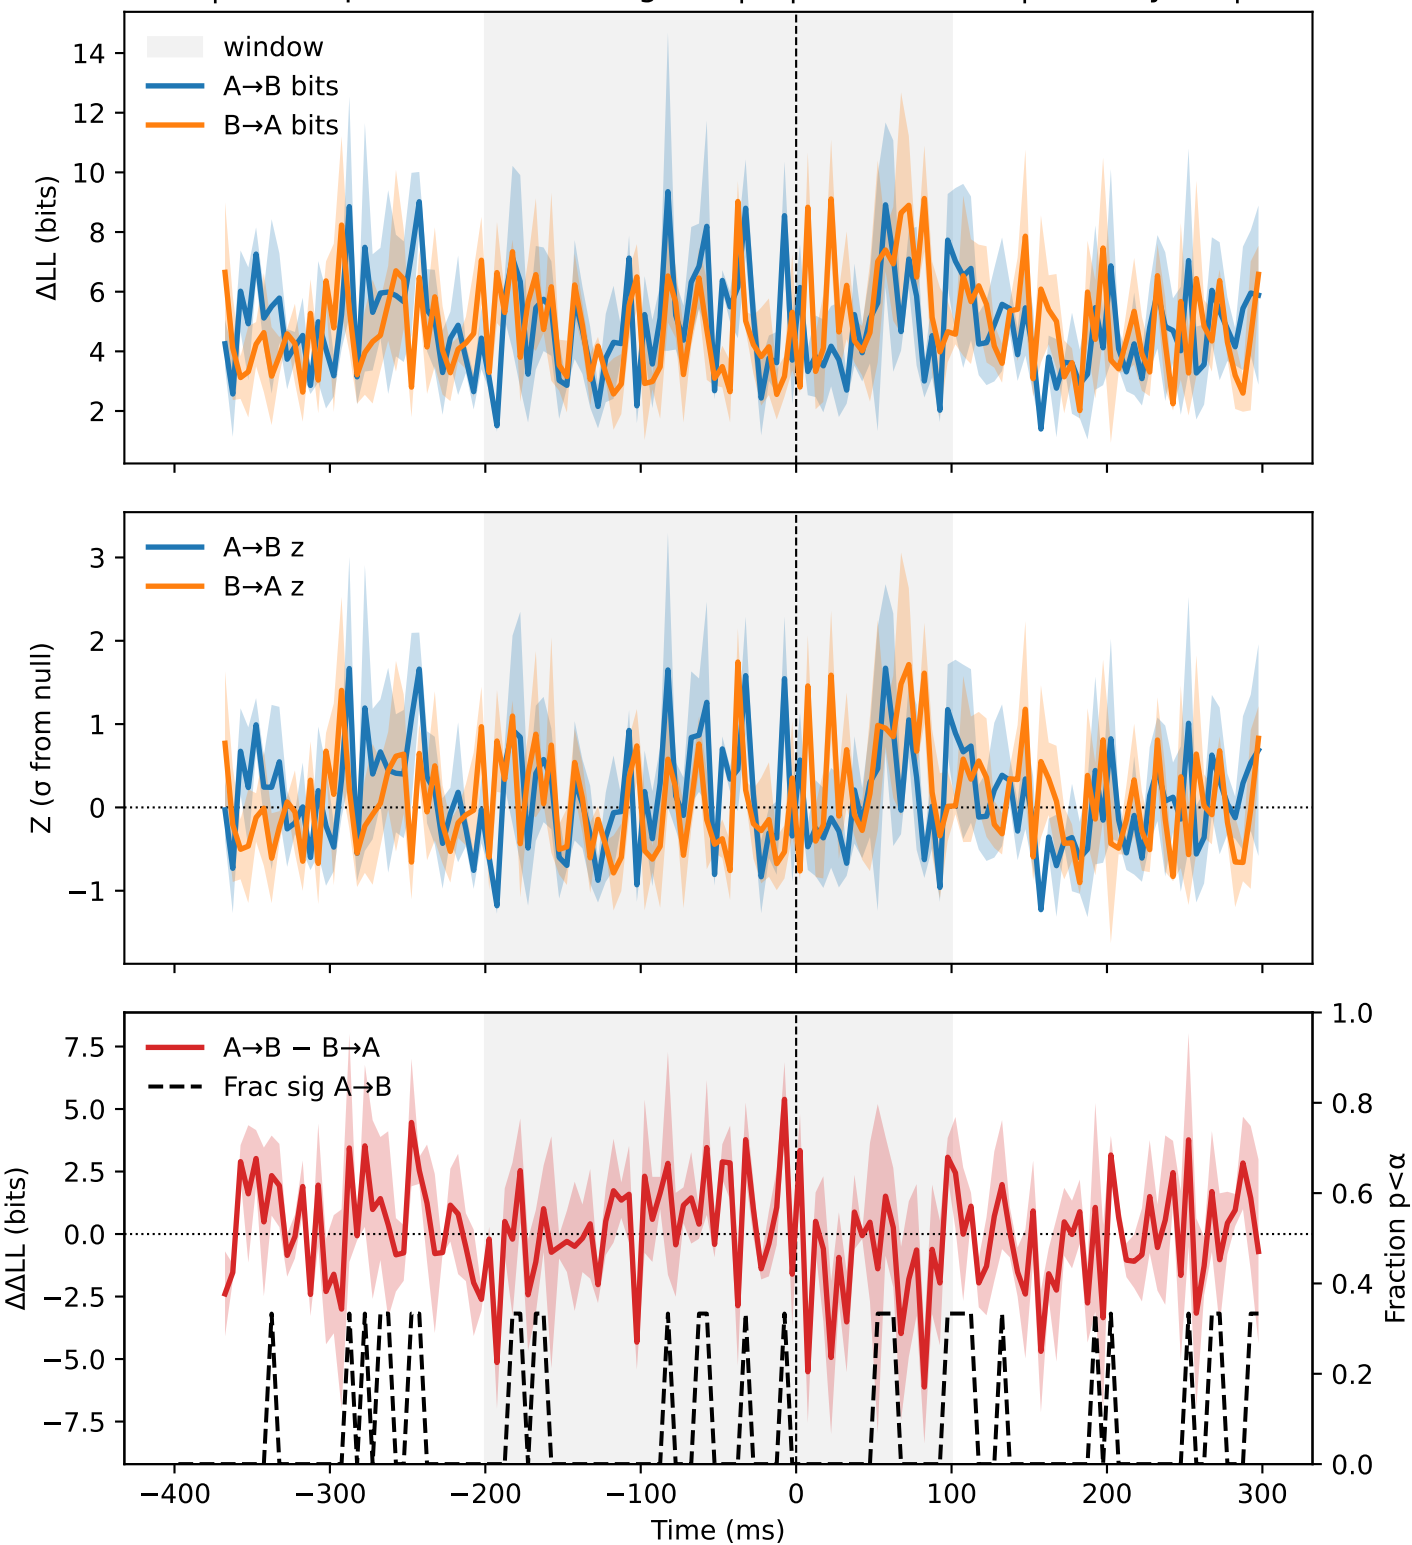 14
12
10
8
6
4
2
ΔLL (bits)
window
A→B bits
B→A bits
3
2
1
0
−1
Z (σ from null)
A→B z
B→A z
7.5
5.0
2.5
0.0
−2.5
−5.0
−7.5
ΔΔLL (bits)
A→B − B→A
Frac sig A→B
1.0
0.8
0.6
0.4
0.2
0.0
Fraction p<α
−400 −300 −200 −100 0 100 200 300
Time (ms)